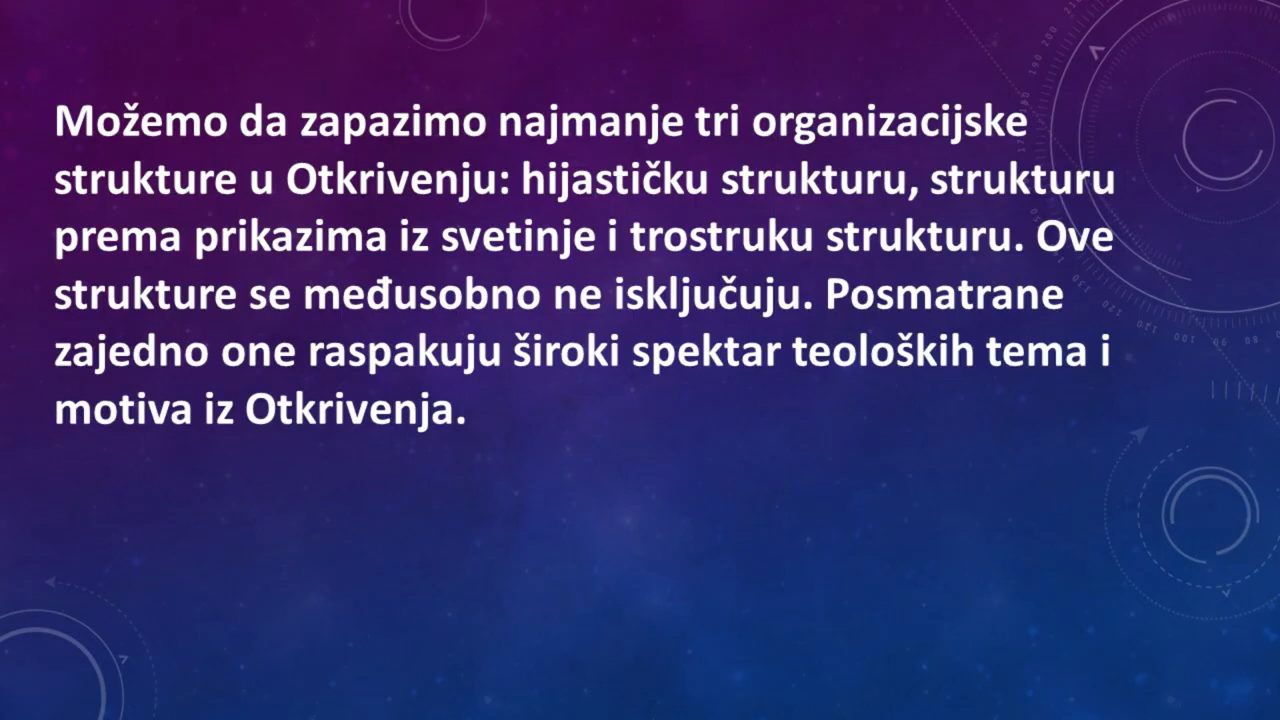 Možemo da zapazimo najmanje tri organizacijske
strukture u Otkrivenju: hijastičku strukturu, strukturu
prema prikazima iz svetinje i trostruku strukturu. Ove
strukture se međusobno ne isključuju. Posmatrane
zajedno one raspakuju široki spektar teoloških tema i
motiva iz Otkrivenja.